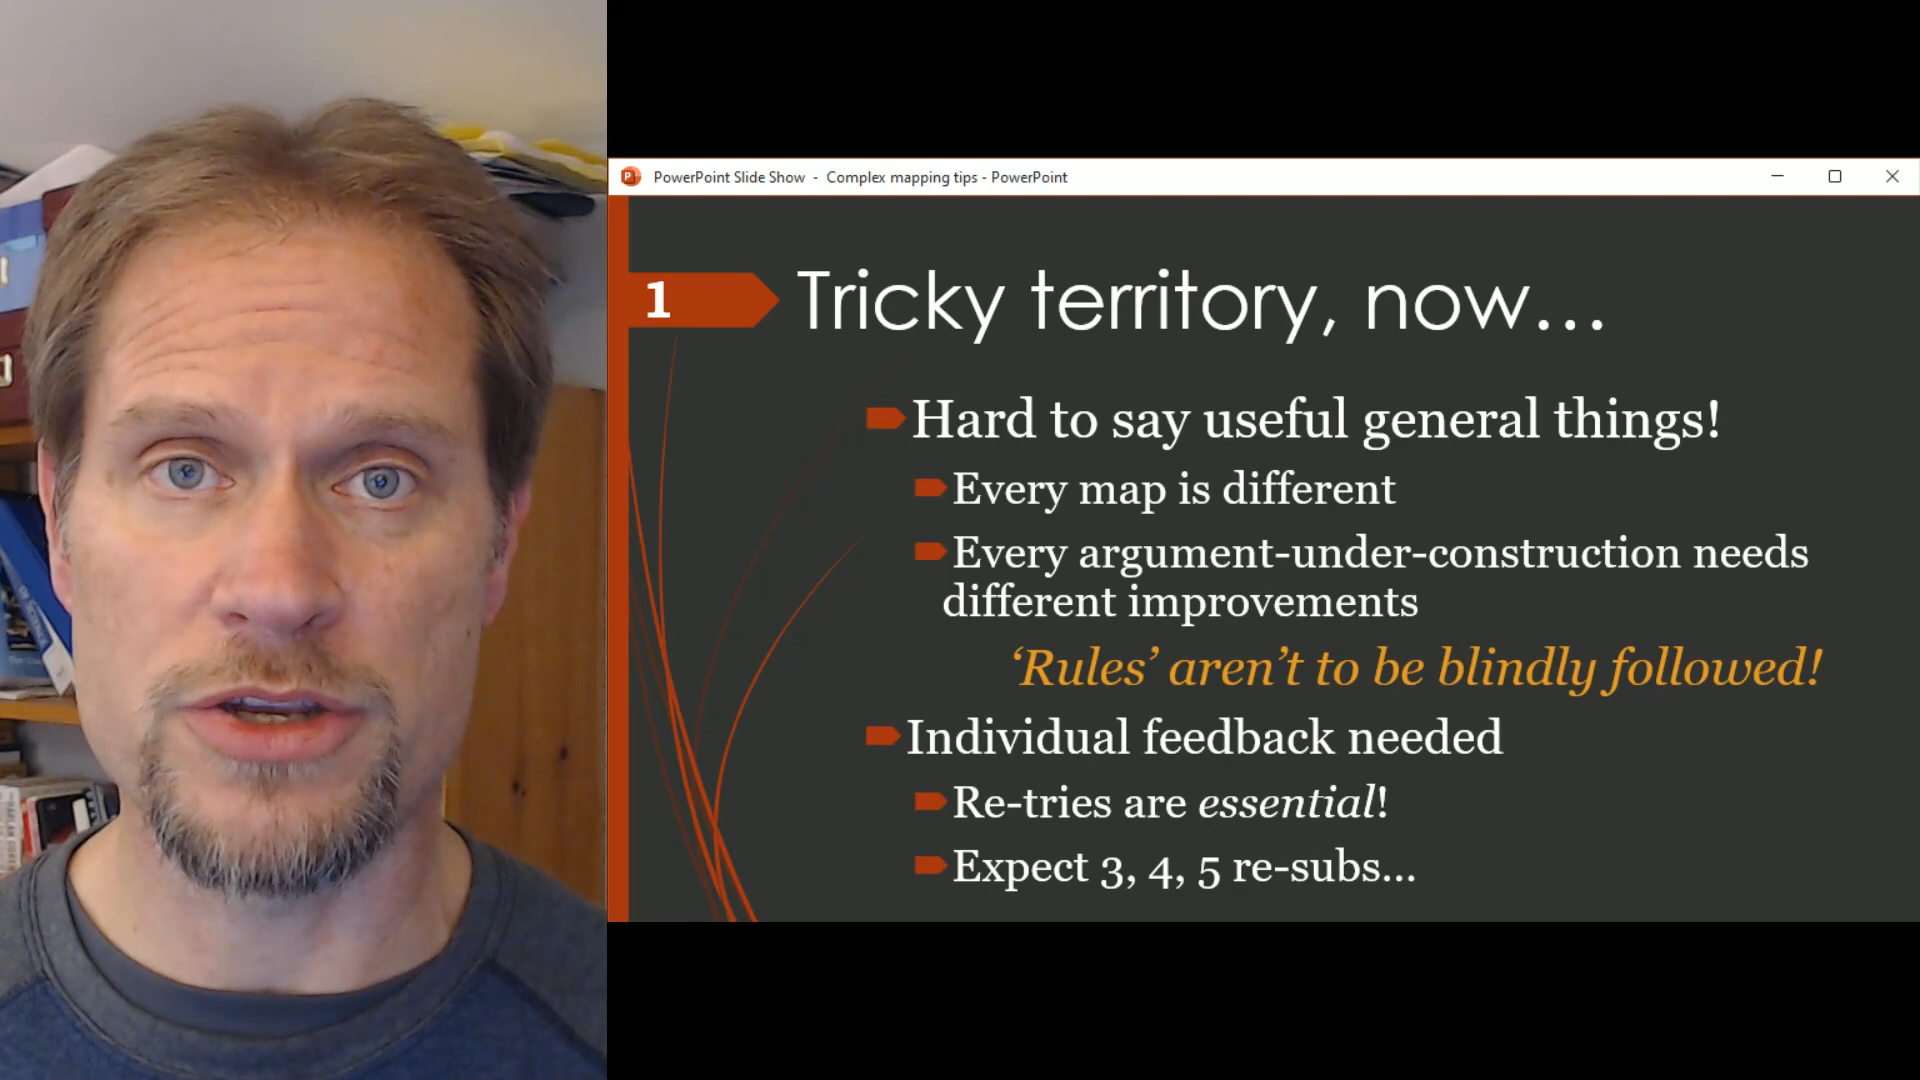 PowerPoint Slide Show - Complex mapping tips - PowerPoint
1
Tricky territory, now…
Hard to say useful general things!
Every map is different
Every argument-under-construction needs
different improvements
‘Rules’ aren’t to be blindly followed!
Individual feedback needed
Re-tries are essential!
Expect 3, 4, 5 re-subs…